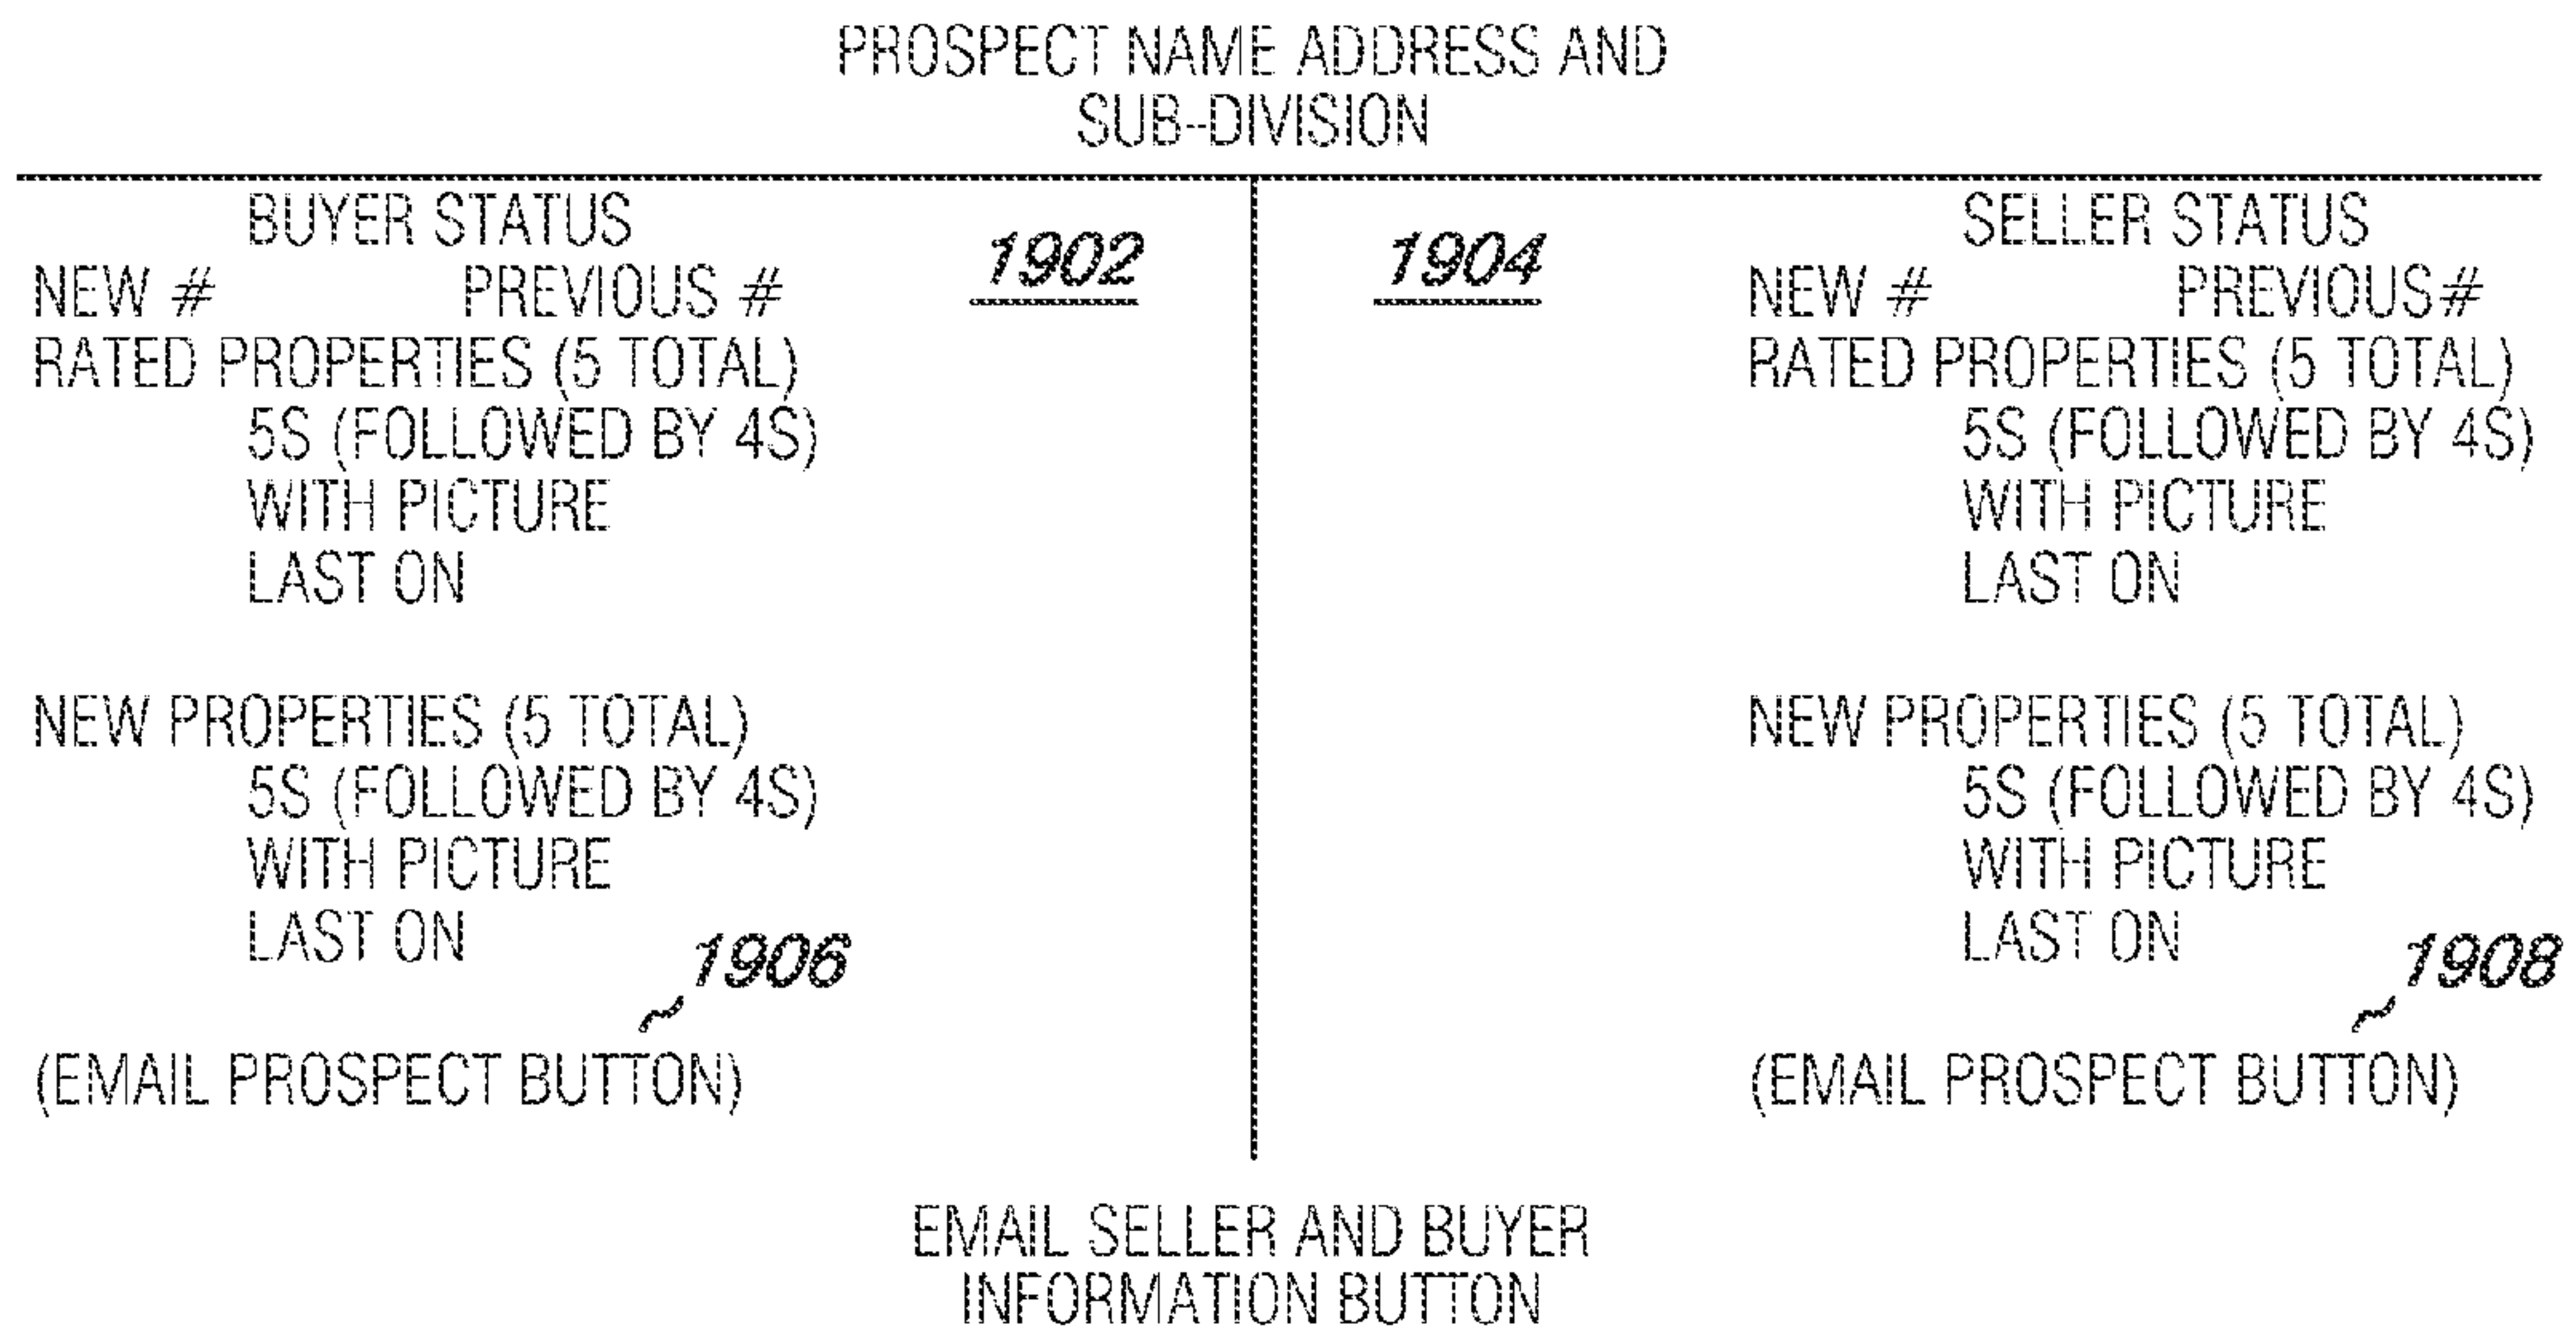 PROSPECT NAME ADDRESS AND
SUB-DIVISION
BUYER STATUS
1902
NEW # PREVIOUS #
RATED PROPERTIES (5 TOTAL)
5S (FOLLOWED BY 4S)
WITH PICTURE
LAST ON
NEW PROPERTIES (5 TOTAL)
5S (FOLLOWED BY 4S)
WITH PICTURE
LAST ON
1906
(EMAIL PROSPECT BUTTON)
1904
SELLER STATUS
NEW # PREVIOUS#
RATED PROPERTIES (5 TOTAL)
5S (FOLLOWED BY 4S)
WITH PICTURE
LAST ON
NEW PROPERTIES (5 TOTAL)
5S (FOLLOWED BY 4S)
WITH PICTURE
LAST ON
1908
(EMAIL PROSPECT BUTTON)
EMAIL SELLER AND BUYER
INFORMATION BUTTON